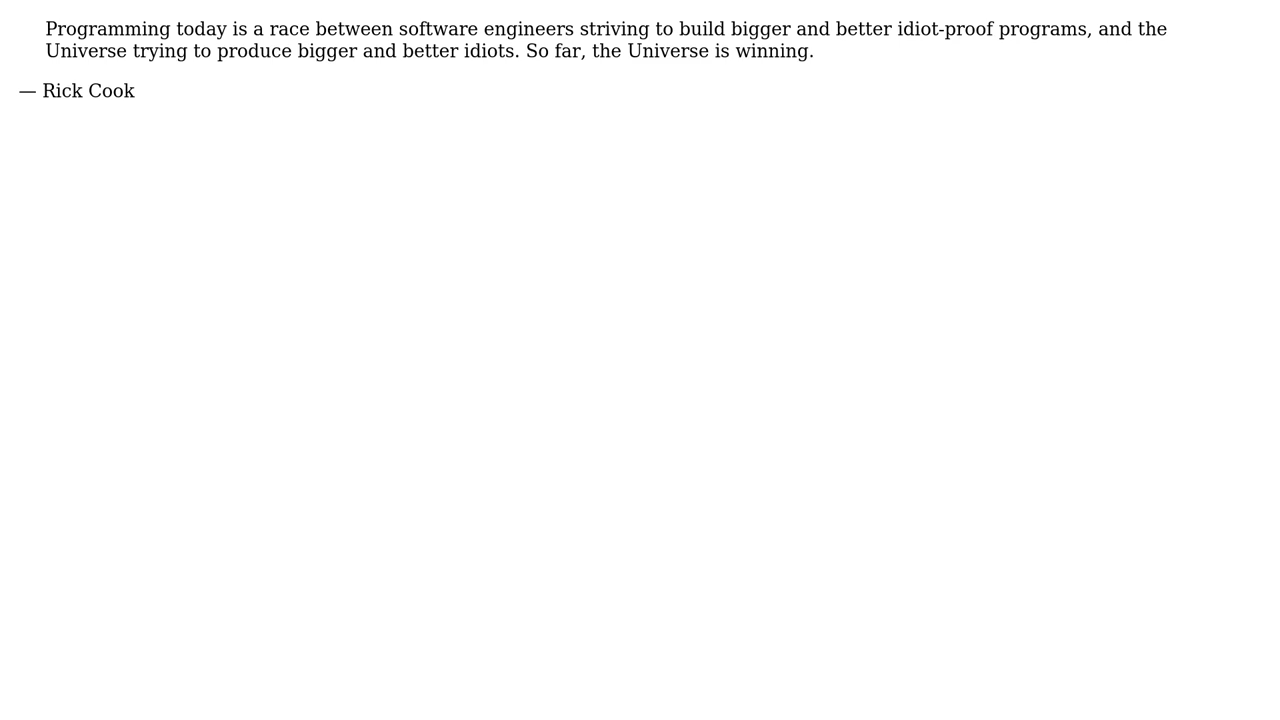 Programming today is a race between software engineers striving to build bigger and better idiot-proof programs, and the
Universe trying to produce bigger and better idiots. So far, the Universe is winning.
— Rick Cook